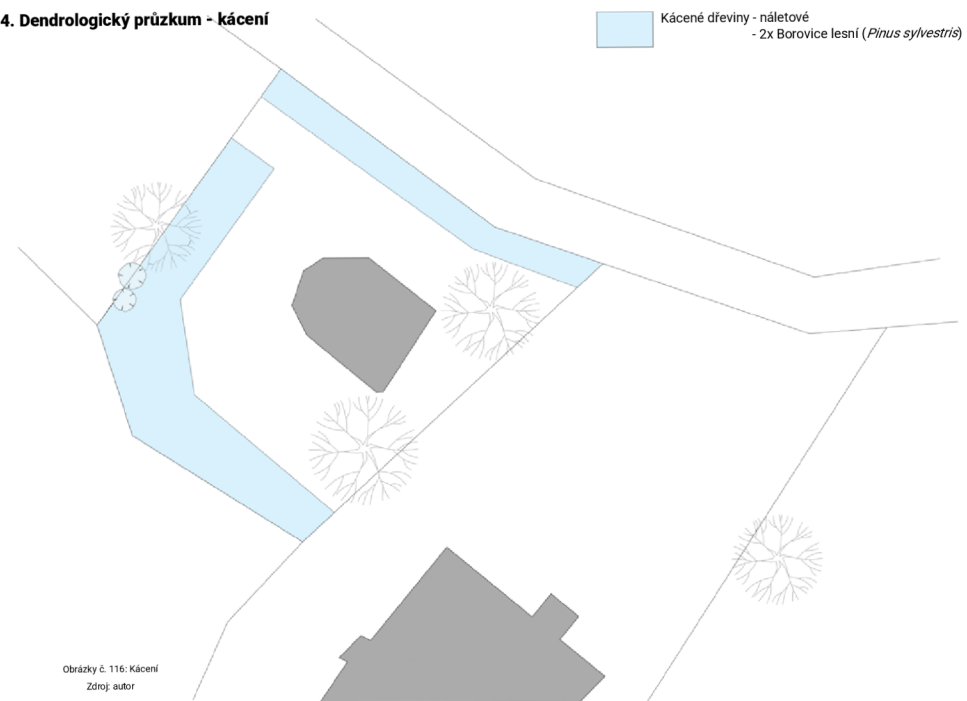 4. Dendrologický průzkum - kácení
Kácené dřeviny - náletové
- 2x Borovice lesní (Pinus sylvestris)
Obrázky č. 116: Kácení
Zdroj: autor